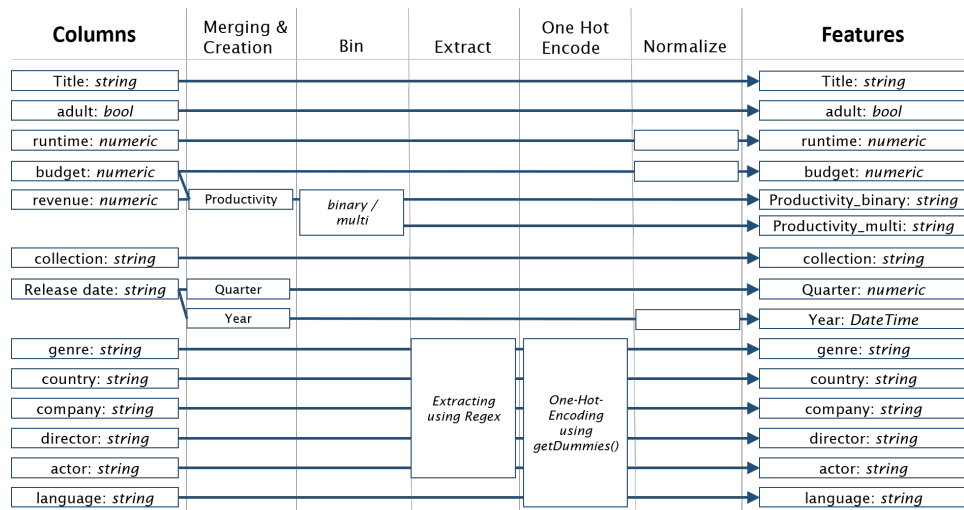 Columns
Merging &
Creation
Bin
Extract
One Hot
Encode
Normalize
Features
Title: string
Title: string
adult: bool
adult: bool
runtime: numeric
runtime: numeric
budget: numeric
budget: numeric
revenue: numeric
Productivity
binary /
multi
Productivity_binary: string
Productivity_multi: string
collection: string
collection: string
Release date: string
Quarter
Quarter: numeric
Year
Year: DateTime
genre: string
genre: string
country: string
country: string
company: string
Extracting
using Regex
One-Hot-
Encoding
using
getDummies()
company: string
director: string
director: string
actor: string
actor: string
language: string
language: string